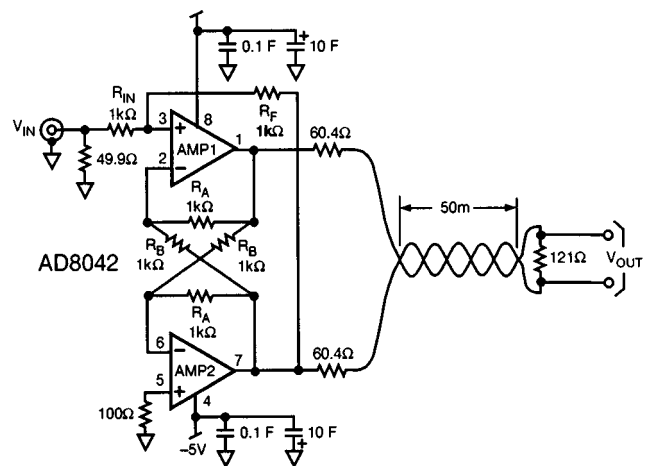 0.1 F
10 F
+
R_IN
1kΩ
R_F
1kΩ
V_IN
3
+
8
AMP1
1
60.4Ω
49.9Ω
2
−
R_A
1kΩ
50m
R_B
1kΩ
R_B
1kΩ
AD8042
121Ω
V_OUT
R_A
1kΩ
6
−
AMP2
7
60.4Ω
5
+
4
100Ω
−5V
0.1 F
10 F
+